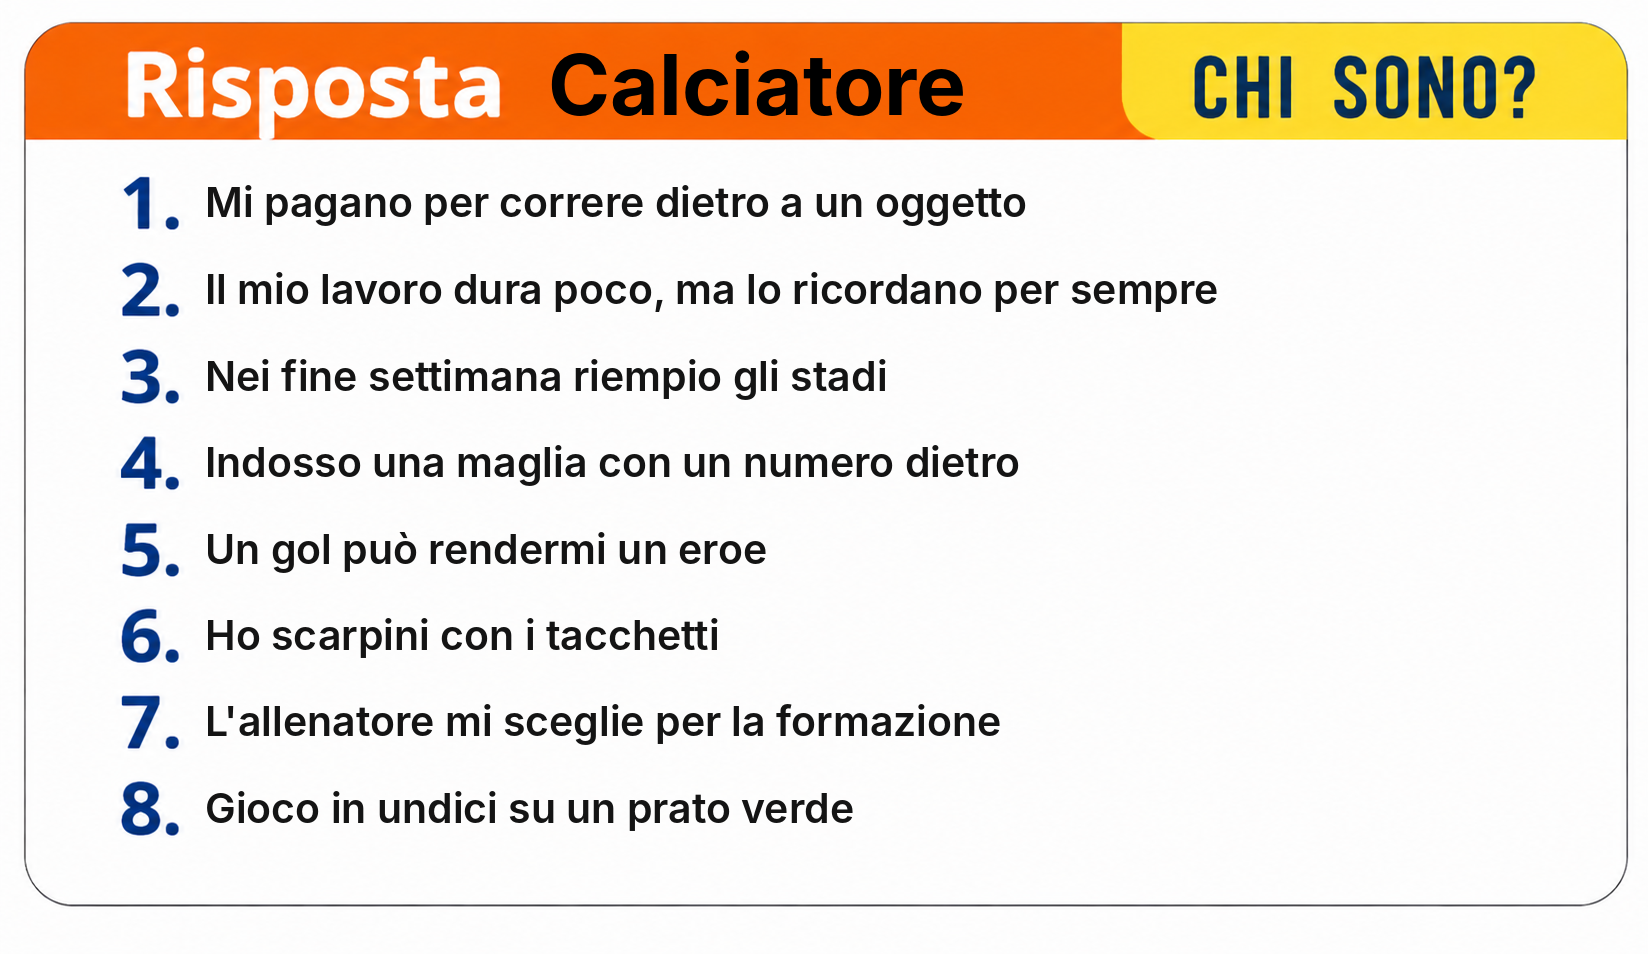 Risposta Calciatore CHI SONO?
1. Mi pagano per correre dietro a un oggetto
2. Il mio lavoro dura poco, ma lo ricordano per sempre
3. Nei fine settimana riempio gli stadi
4. Indosso una maglia con un numero dietro
5. Un gol può rendermi un eroe
6. Ho scarpini con i tacchetti
7. L'allenatore mi sceglie per la formazione
8. Gioco in undici su un prato verde